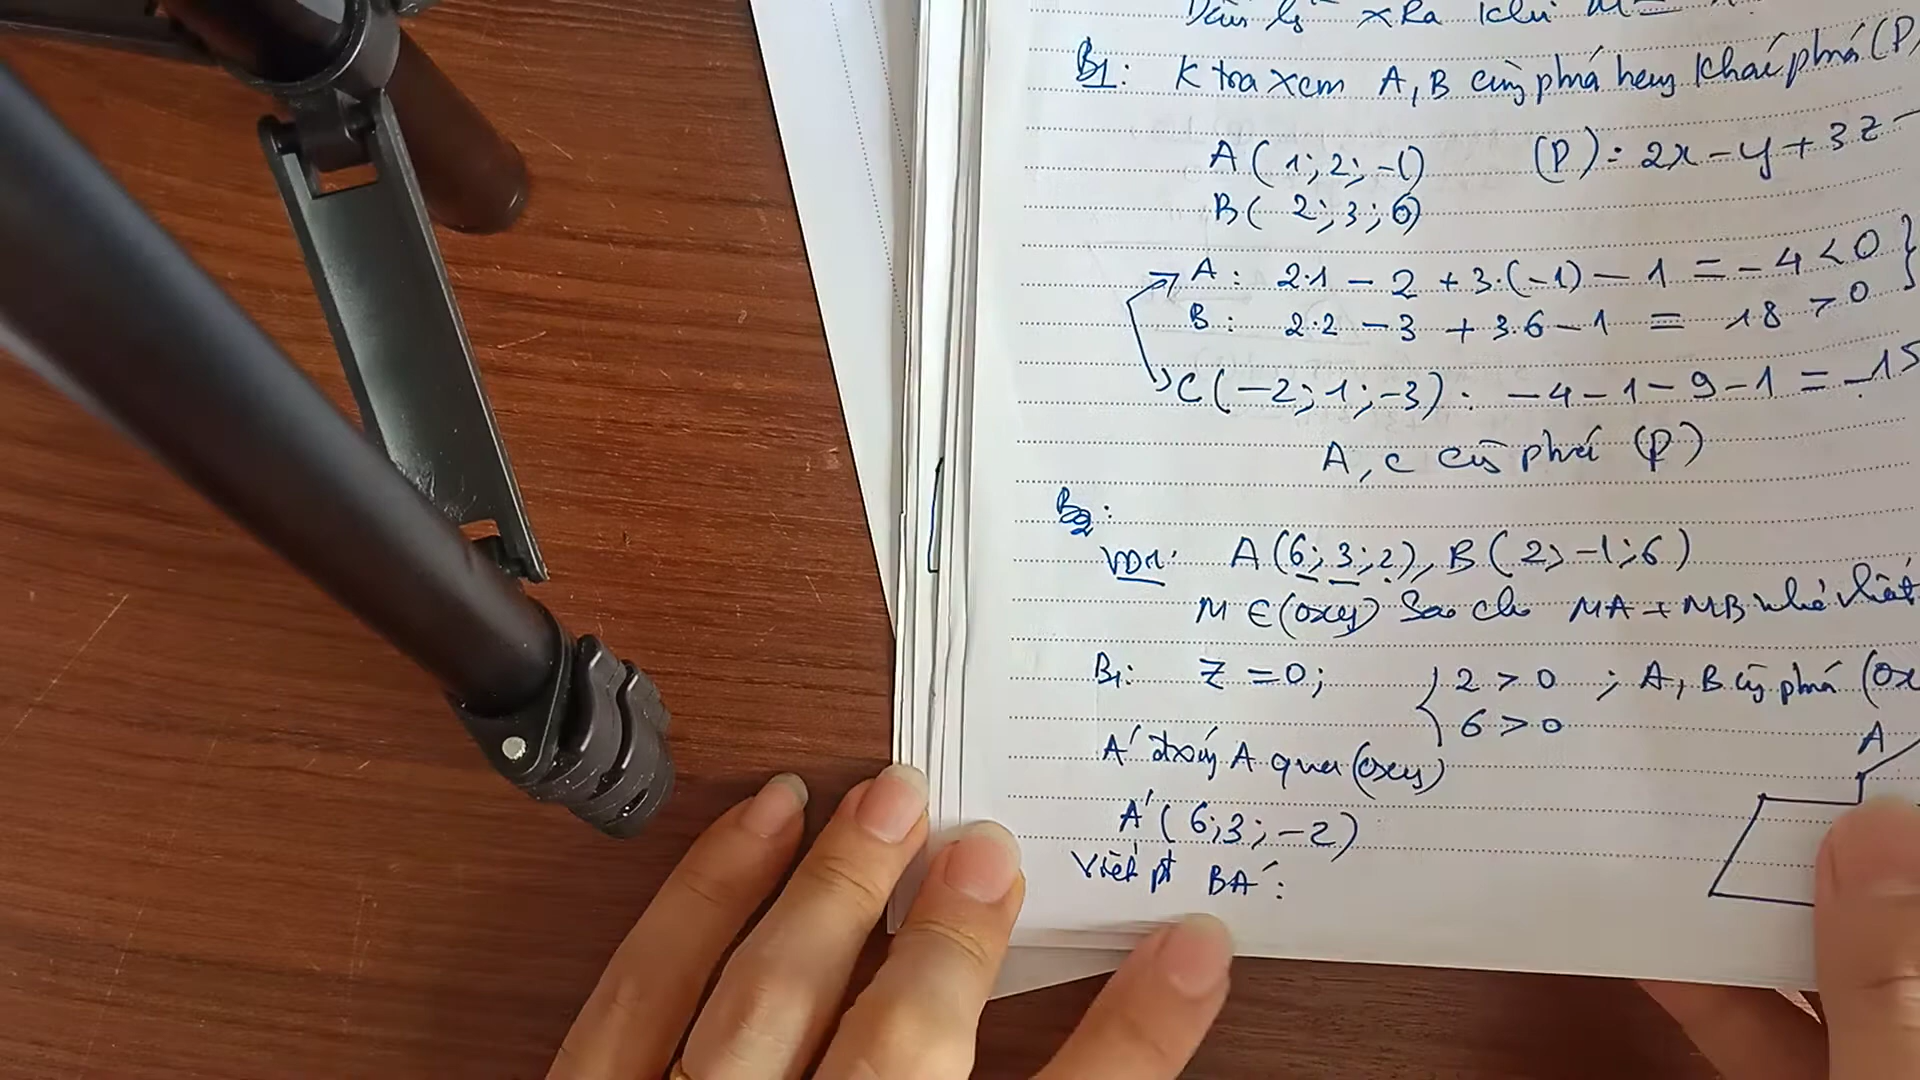 xRa khi M
B1: K tra xem A, B cùng phía hay khác phía (P)
A (1; 2; -1) (P): 2x - y + 3z -
B( 2; 3; 6)
A: 2.1 - 2 + 3.(-1) - 1 = -4 < 0 }
B: 2.2 - 3 + 3.6 - 1 = 18 > 0
C(-2; 1; -3): -4 - 1 - 9 - 1 = -15
A, C cùng phía (P)
B2:
VD1: A (6; 3; 2), B (2; -1; 6)
M ∈ (oxy) Sao cho MA + MB nhỏ nhất
B1: z = 0; { 2 > 0 ; A, B cùng phía (ox
6 > 0
A' đxứng A qua (oxy)
A
A' (6; 3; -2)
Viết pt BA':